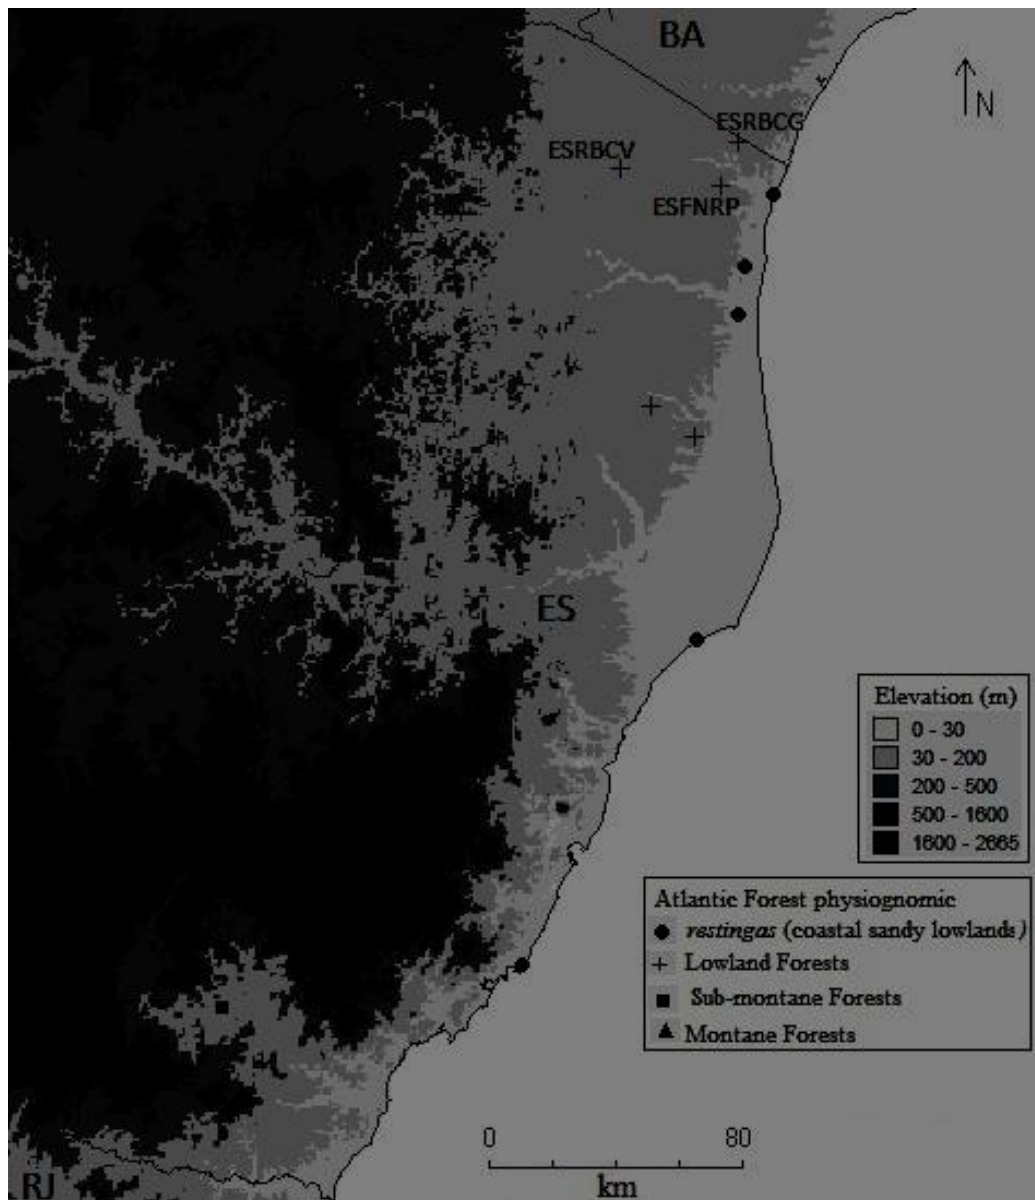 BA
N
ESRBCG
ESRBCV
ESFNRP
MG
ES
Elevation (m)
0 - 30
30 - 200
200 - 500
500 - 1600
1600 - 2665
Atlantic Forest physiognomic
restingas (coastal sandy lowlands)
Lowland Forests
Sub-montane Forests
Montane Forests
0 80
km
RJ